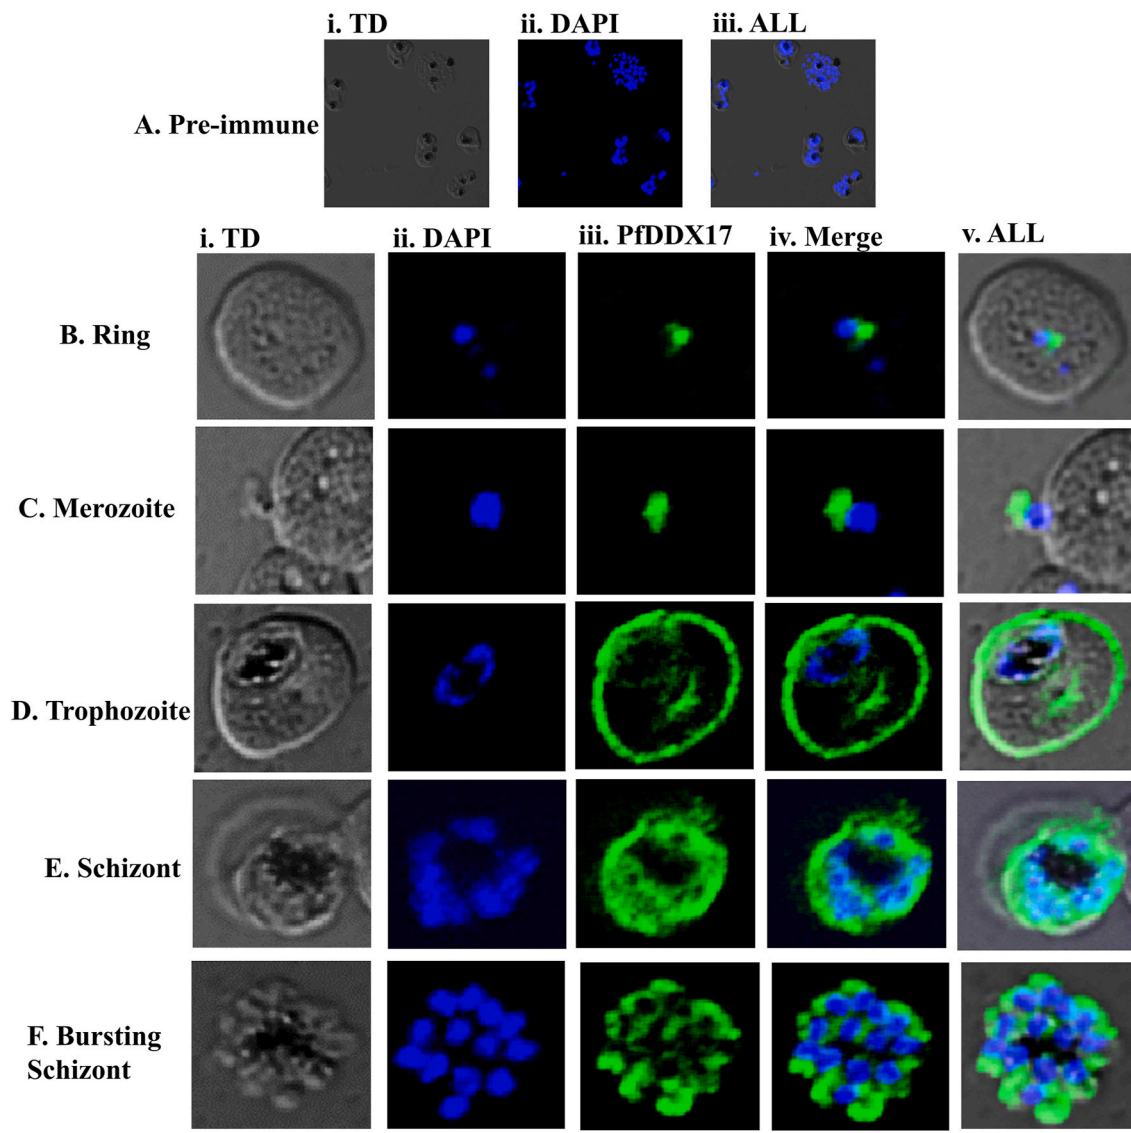 i. TD ii. DAPI iii. ALL
A. Pre-immune
i. TD ii. DAPI iii. PfDDX17 iv. Merge v. ALL
B. Ring
C. Merozoite
D. Trophozoite
E. Schizont
F. Bursting
Schizont